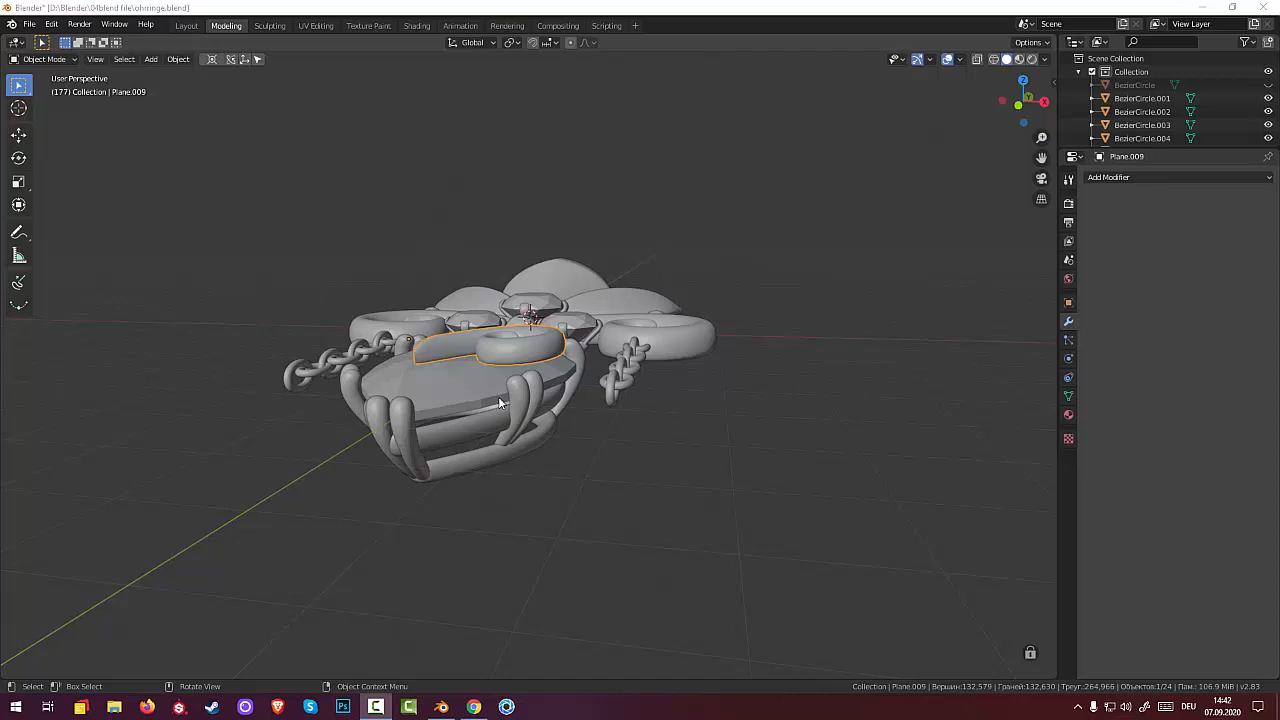 Blender* [D:\Blender\04blend file\ohrringe.blend]
File Edit Render Window Help Layout Modeling Sculpting UV Editing Texture Paint Shading Animation Rendering Compositing Scripting Scene View Layer
Global Options
Object Mode View Select Add Object
Scene Collection
Collection
BezierCircle
BezierCircle.001
BezierCircle.002
BezierCircle.003
BezierCircle.004
User Perspective
(177) Collection | Plane.009
Z
Y
X
Plane.009
Add Modifier
Select Box Select Rotate View Object Context Menu Collection | Plane.009 | Вершин:132,579 | Граней:132,630 | Треуг.:264,966 | Объектов:1/24 | Пам.: 106.9 MiB | v2.83
DEU 14:42
07.09.2020